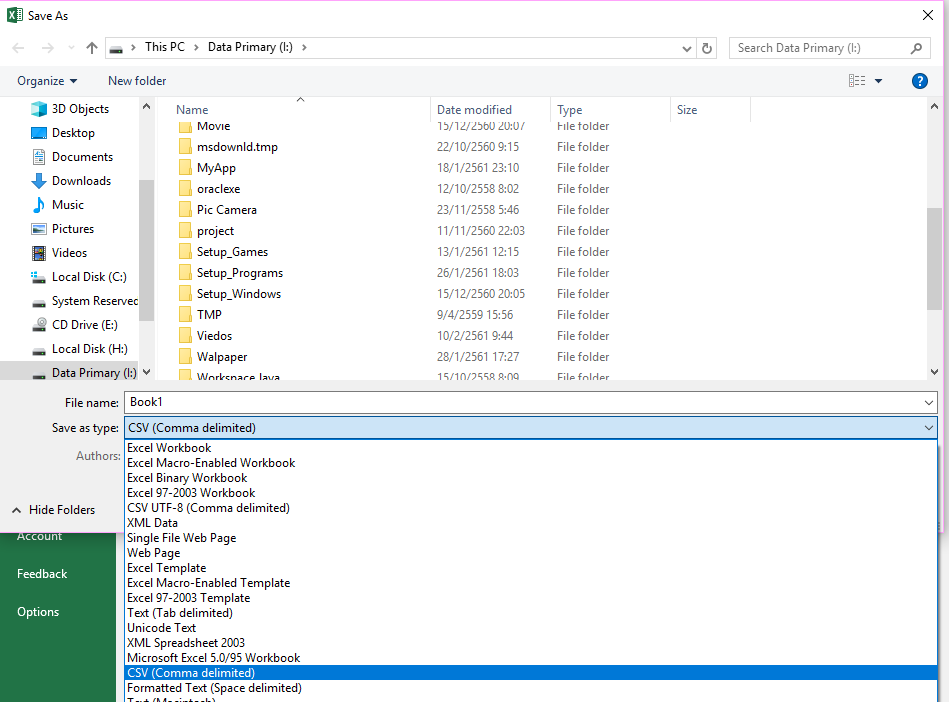 Save As
This PC > Data Primary (I:) >
Search Data Primary (I:)
Organize
New folder
?
3D Objects
Desktop
Documents
Downloads
Music
Pictures
Videos
Local Disk (C:)
System Reserved
CD Drive (E:)
Local Disk (H:)
Data Primary (I:)
Name Date modified Type Size
Movie 15/12/2560 20:07 File folder
msdownld.tmp 22/10/2560 9:15 File folder
MyApp 18/1/2561 23:10 File folder
oraclexe 12/10/2558 8:02 File folder
Pic Camera 23/11/2558 5:46 File folder
project 11/11/2560 22:03 File folder
Setup_Games 13/1/2561 12:15 File folder
Setup_Programs 26/1/2561 18:03 File folder
Setup_Windows 15/12/2560 20:05 File folder
TMP 9/4/2559 15:56 File folder
Viedos 10/2/2561 9:44 File folder
Walpaper 28/1/2561 17:27 File folder
Workspace Java 15/10/2558 8:09 File folder
File name: Book1
Save as type: CSV (Comma delimited)
Authors:
Hide Folders
Excel Workbook
Excel Macro-Enabled Workbook
Excel Binary Workbook
Excel 97-2003 Workbook
CSV UTF-8 (Comma delimited)
XML Data
Single File Web Page
Web Page
Excel Template
Excel Macro-Enabled Template
Excel 97-2003 Template
Text (Tab delimited)
Unicode Text
XML Spreadsheet 2003
Microsoft Excel 5.0/95 Workbook
CSV (Comma delimited)
Formatted Text (Space delimited)
Text (Macintosh)
Account
Feedback
Options